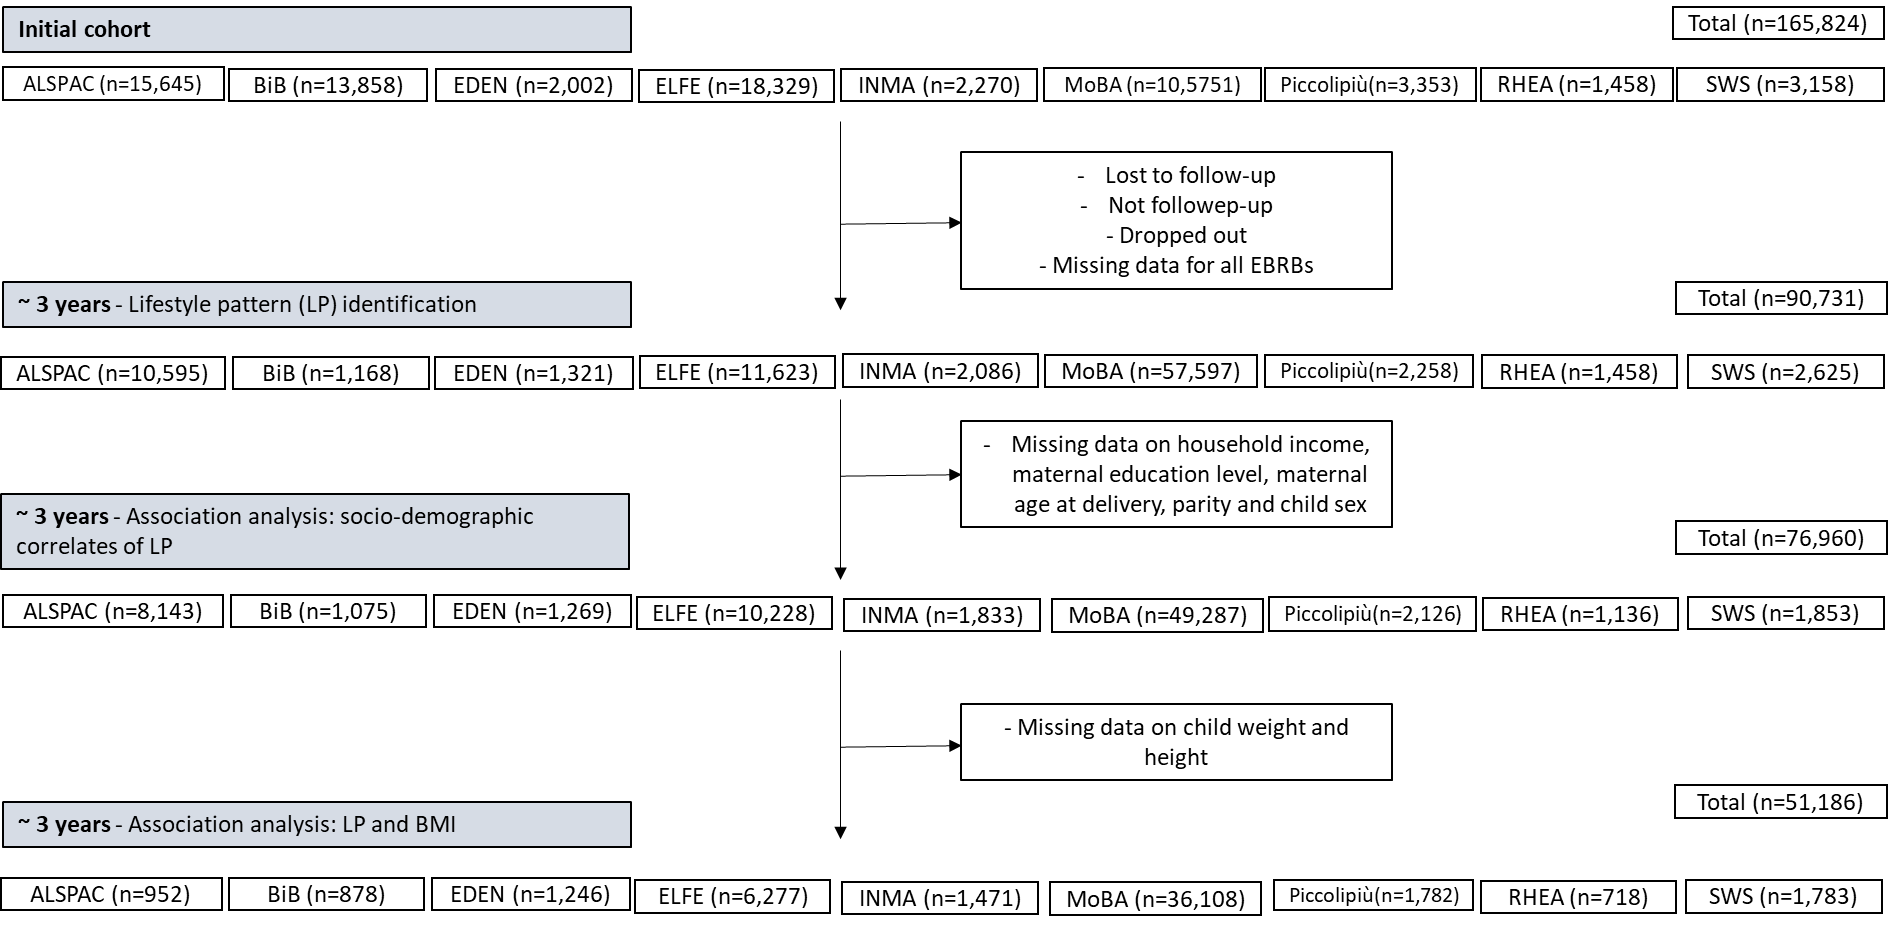 Initial cohort
Total (n=165,824)
ALSPAC (n=15,645)
BiB (n=13,858)
EDEN (n=2,002)
ELFE (n=18,329)
INMA (n=2,270)
MoBA (n=10,5751)
Piccolipiù(n=3,353)
RHEA (n=1,458)
SWS (n=3,158)
- Lost to follow-up
- Not followep-up
- Dropped out
- Missing data for all EBRBs
~ 3 years - Lifestyle pattern (LP) identification
Total (n=90,731)
ALSPAC (n=10,595)
BiB (n=1,168)
EDEN (n=1,321)
ELFE (n=11,623)
INMA (n=2,086)
MoBA (n=57,597)
Piccolipiù(n=2,258)
RHEA (n=1,458)
SWS (n=2,625)
- Missing data on household income,
maternal education level, maternal
age at delivery, parity and child sex
~ 3 years - Association analysis: socio-demographic
correlates of LP
Total (n=76,960)
ALSPAC (n=8,143)
BiB (n=1,075)
EDEN (n=1,269)
ELFE (n=10,228)
INMA (n=1,833)
MoBA (n=49,287)
Piccolipiù(n=2,126)
RHEA (n=1,136)
SWS (n=1,853)
- Missing data on child weight and
height
~ 3 years - Association analysis: LP and BMI
Total (n=51,186)
ALSPAC (n=952)
BiB (n=878)
EDEN (n=1,246)
ELFE (n=6,277)
INMA (n=1,471)
MoBA (n=36,108)
Piccolipiù(n=1,782)
RHEA (n=718)
SWS (n=1,783)